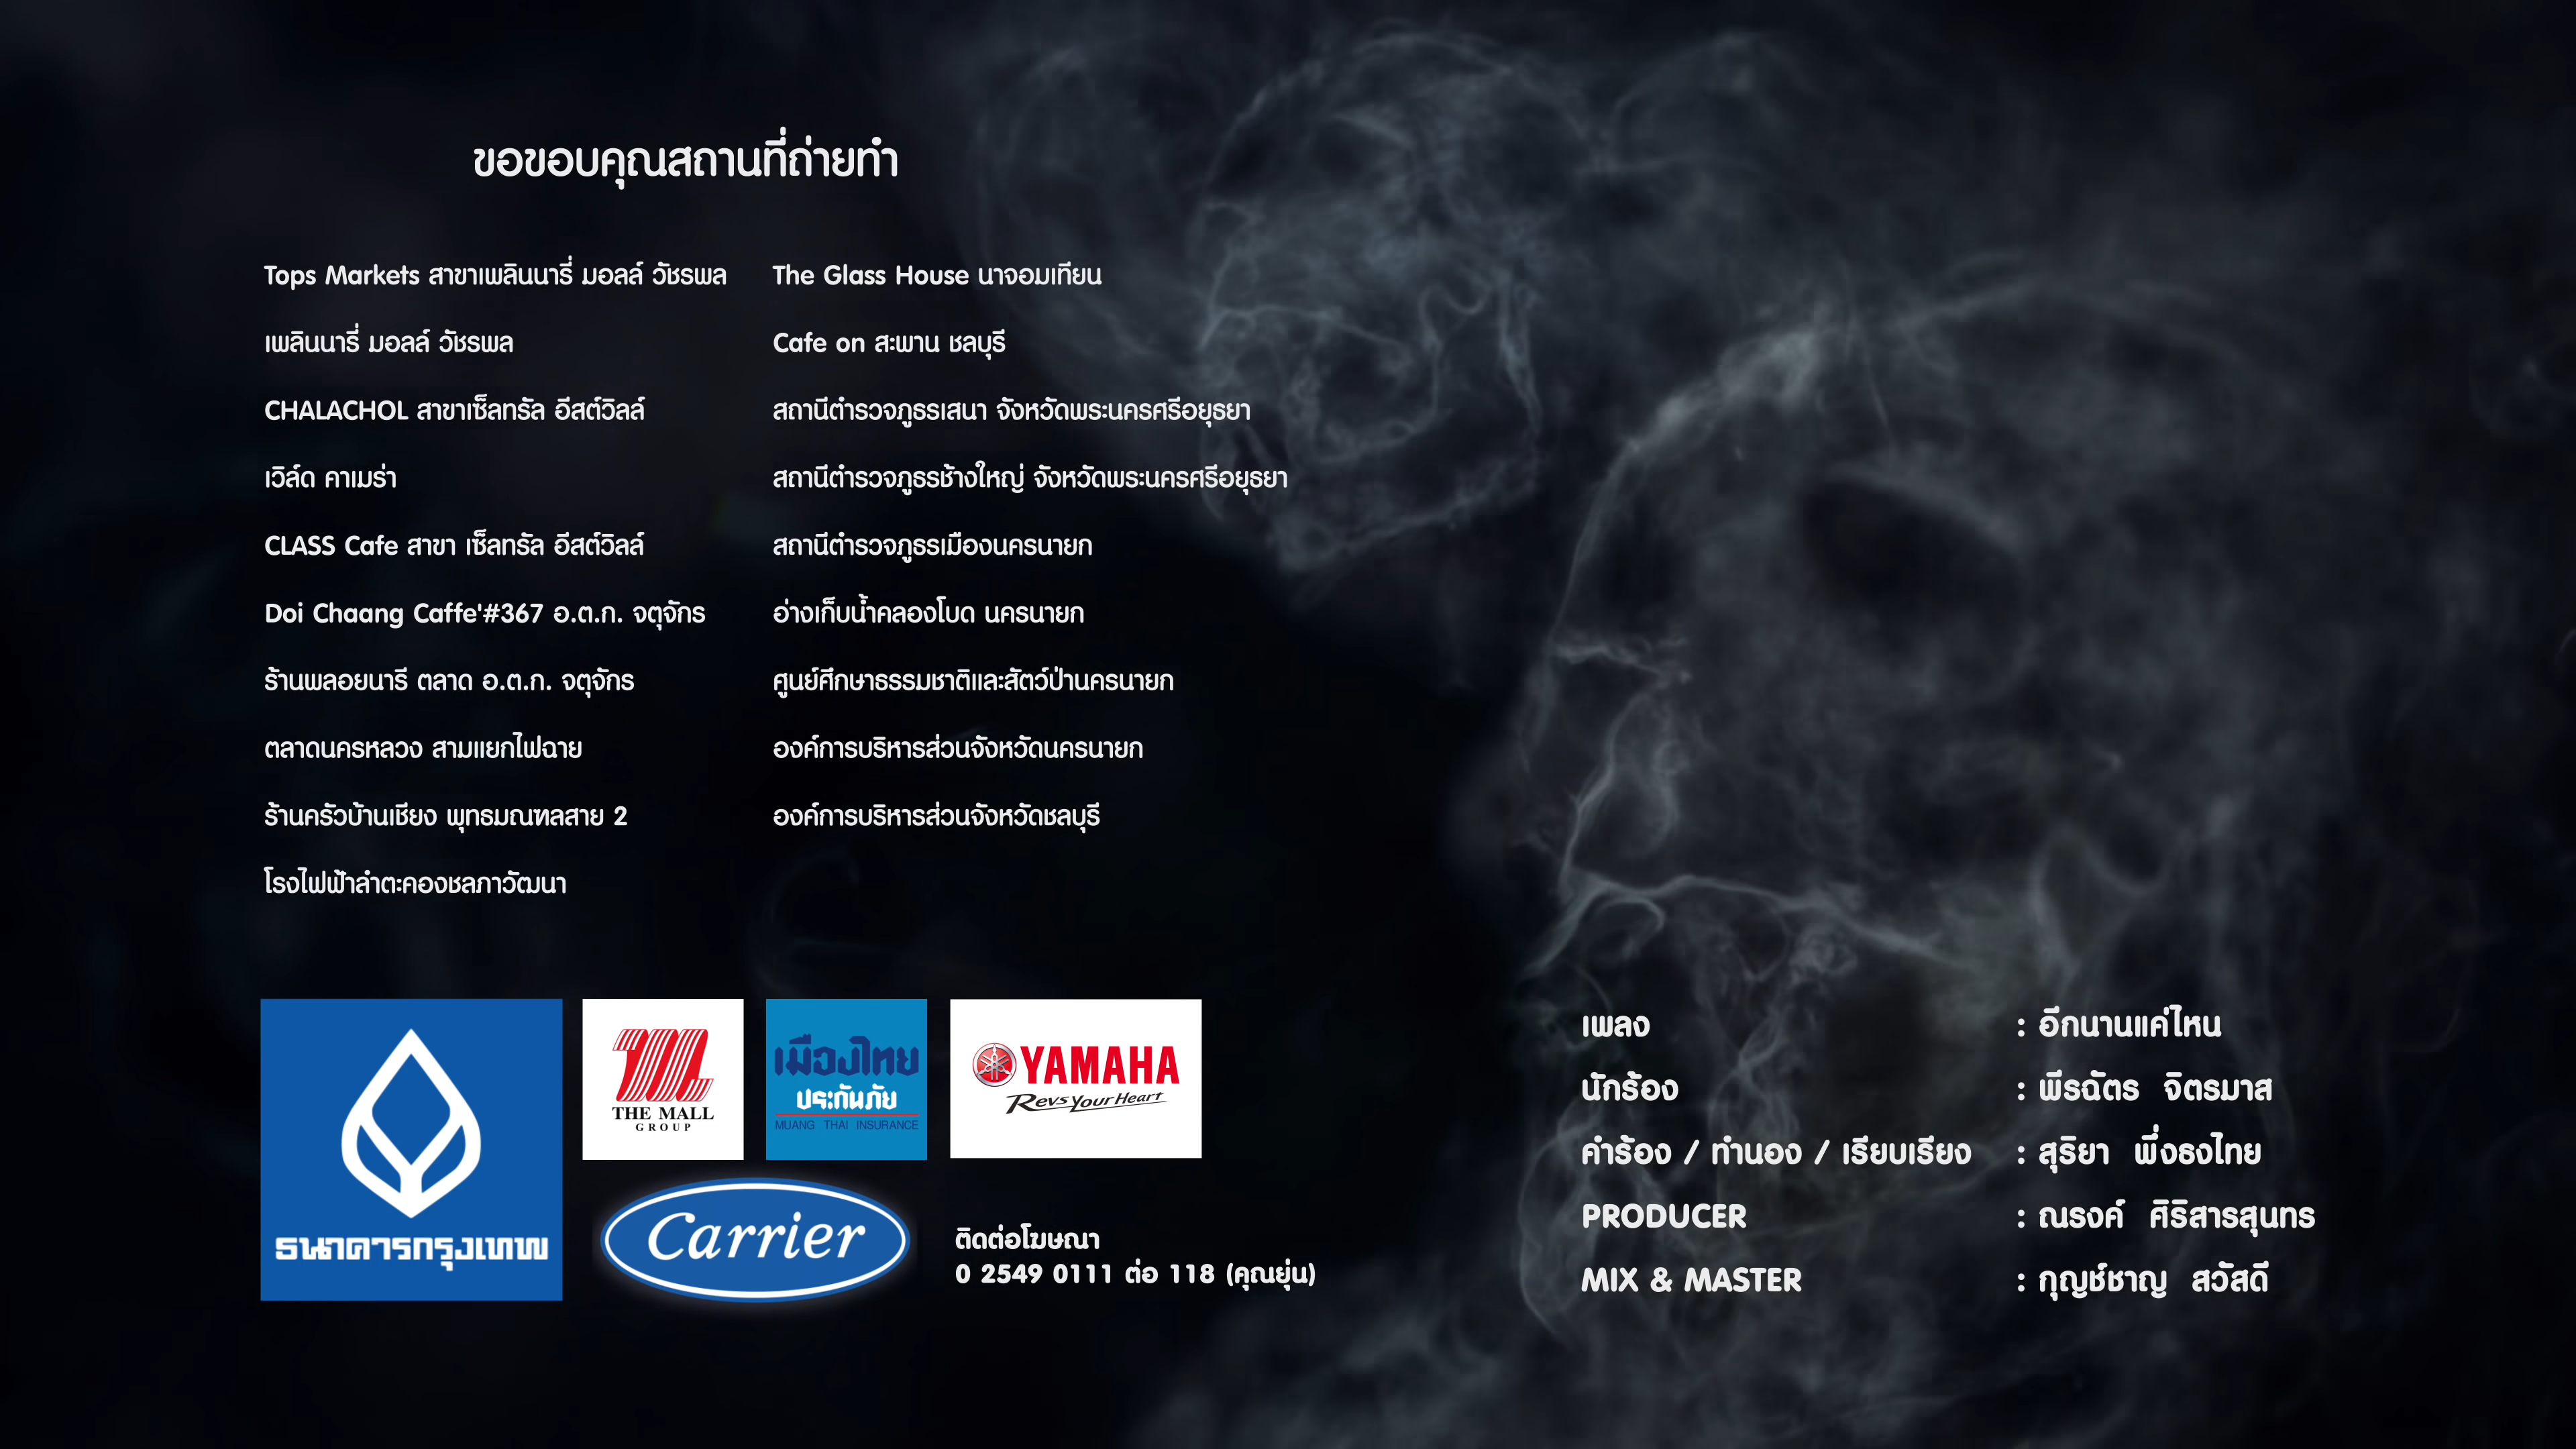 ขอขอบคุณสถานที่ถ่ายทำ
Tops Markets สาขาเพลินนารี่ มอลล์ วัชรพล
เพลินนารี่ มอลล์ วัชรพล
CHALACHOL สาขาเซ็ลทรัล อีสต์วิลล์
เวิล์ด คาเมร่า
CLASS Cafe สาขา เซ็ลทรัล อีสต์วิลล์
Doi Chaang Caffe'#367 อ.ต.ก. จตุจักร
ร้านพลอยนารี ตลาด อ.ต.ก. จตุจักร
ตลาดนครหลวง สามแยกไฟฉาย
ร้านครัวบ้านเชียง พุทธมณฑลสาย 2
โรงไฟฟ้าลำตะคองชลภาวัฒนา
The Glass House นาจอมเทียน
Cafe on สะพาน ชลบุรี
สถานีตำรวจภูธรเสนา จังหวัดพระนครศรีอยุธยา
สถานีตำรวจภูธรช้างใหญ่ จังหวัดพระนครศรีอยุธยา
สถานีตำรวจภูธรเมืองนครนายก
อ่างเก็บน้ำคลองโบด นครนายก
ศูนย์ศึกษาธรรมชาติและสัตว์ป่านครนายก
องค์การบริหารส่วนจังหวัดนครนายก
องค์การบริหารส่วนจังหวัดชลบุรี
ธนาคารกรุงเทพ
THE MALL
GROUP
เมืองไทย
ประกันภัย
MUANG THAI INSURANCE
YAMAHA
Revs Your Heart
Carrier
ติดต่อโฆษณา
0 2549 0111 ต่อ 118 (คุณยุ่น)
เพลง : อีกนานแค่ไหน
นักร้อง : พีรฉัตร จิตรมาส
คำร้อง / ทำนอง / เรียบเรียง : สุริยา พึ่งธงไทย
PRODUCER : ณรงค์ ศิริสารสุนทร
MIX & MASTER : กุญช์ชาญ สวัสดี